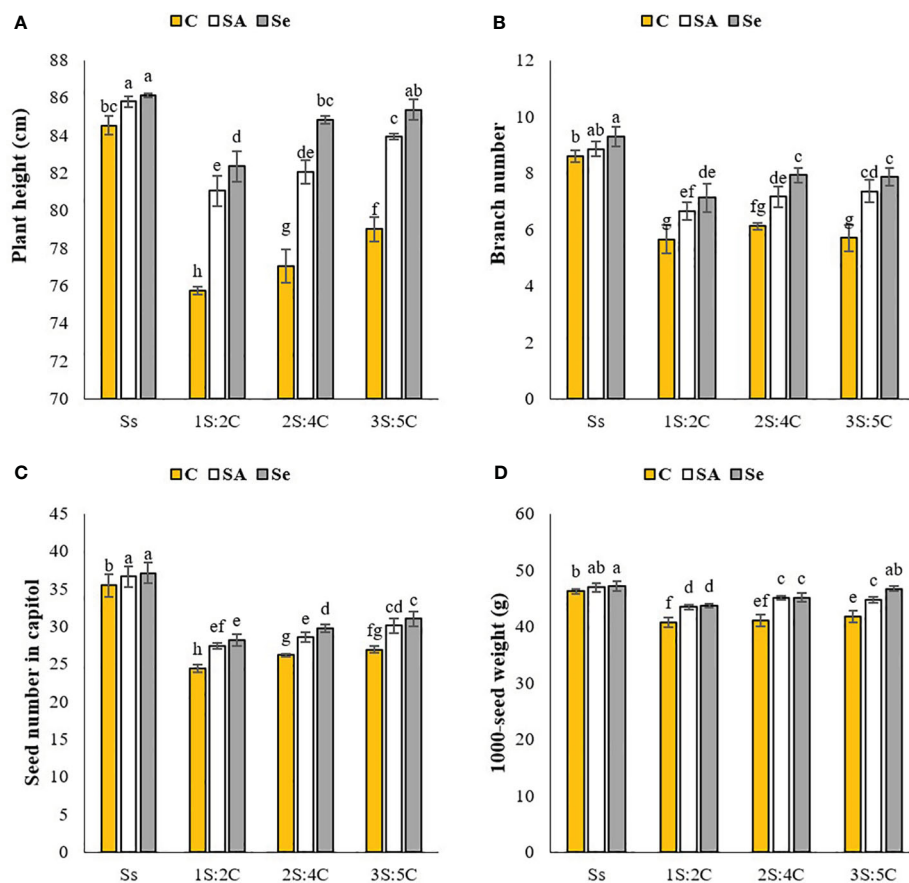 A
C SA Se
Plant height (cm)
88
86
84
82
80
78
76
74
72
70
bc a a
h e d
g de bc
f c ab
Ss 1S:2C 2S:4C 3S:5C
B
C SA Se
Branch number
12
10
8
6
4
2
0
b ab a
g ef de
fg de c
g cd c
Ss 1S:2C 2S:4C 3S:5C
C
C SA Se
Seed number in capitol
45
40
35
30
25
20
15
10
5
0
b a a
h ef e
g e d
fg cd c
Ss 1S:2C 2S:4C 3S:5C
D
C SA Se
1000-seed weight (g)
60
50
40
30
20
10
0
b ab a
f d d
ef c c
e c ab
Ss 1S:2C 2S:4C 3S:5C